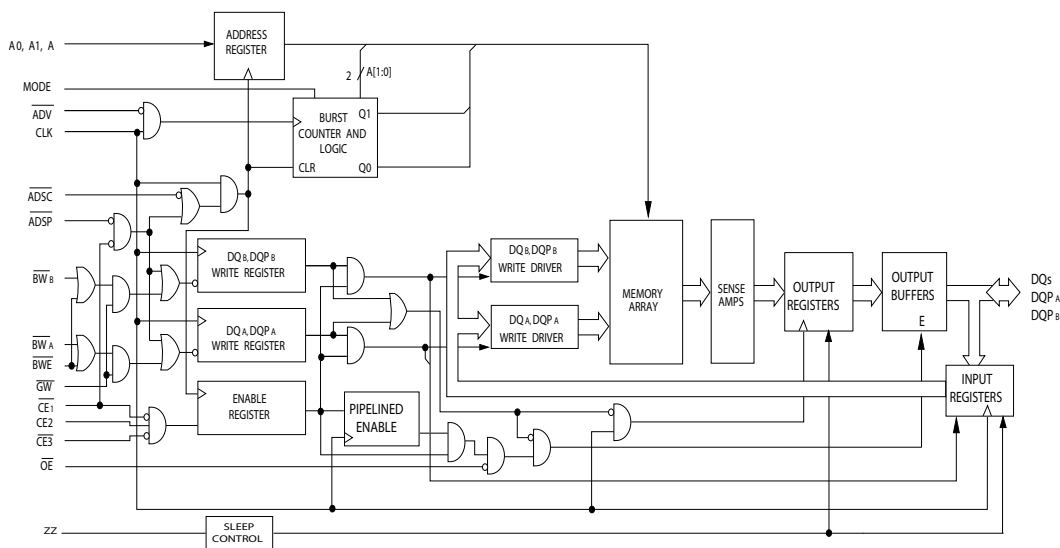 A0, A1, A
ADDRESS
REGISTER
MODE
2
A[1:0]
ADV
CLK
BURST
COUNTER AND
LOGIC
Q1
CLR
Q0
ADSC
ADSP
DQB, DQPB
WRITE REGISTER
DQB, DQPB
WRITE DRIVER
BWB
MEMORY
ARRAY
SENSE
AMPS
OUTPUT
REGISTERS
OUTPUT
BUFFERS
E
DQs
DQPA
DQPB
DQA, DQPA
WRITE REGISTER
DQA, DQPA
WRITE DRIVER
BWA
BWE
GW
CE1
CE2
CE3
ENABLE
REGISTER
PIPELINED
ENABLE
INPUT
REGISTERS
OE
ZZ
SLEEP
CONTROL